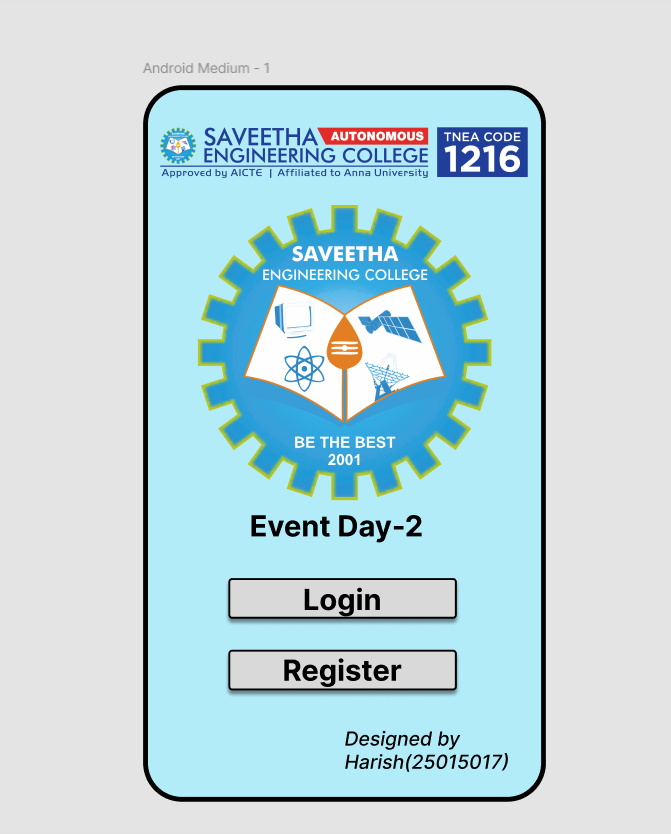 Android Medium - 1
SAVEETHA AUTONOMOUS
ENGINEERING COLLEGE
Approved by AICTE | Affiliated to Anna University
TNEA CODE
1216
SAVEETHA
ENGINEERING COLLEGE
BE THE BEST
2001
Event Day-2
Login
Register
Designed by
Harish(25015017)